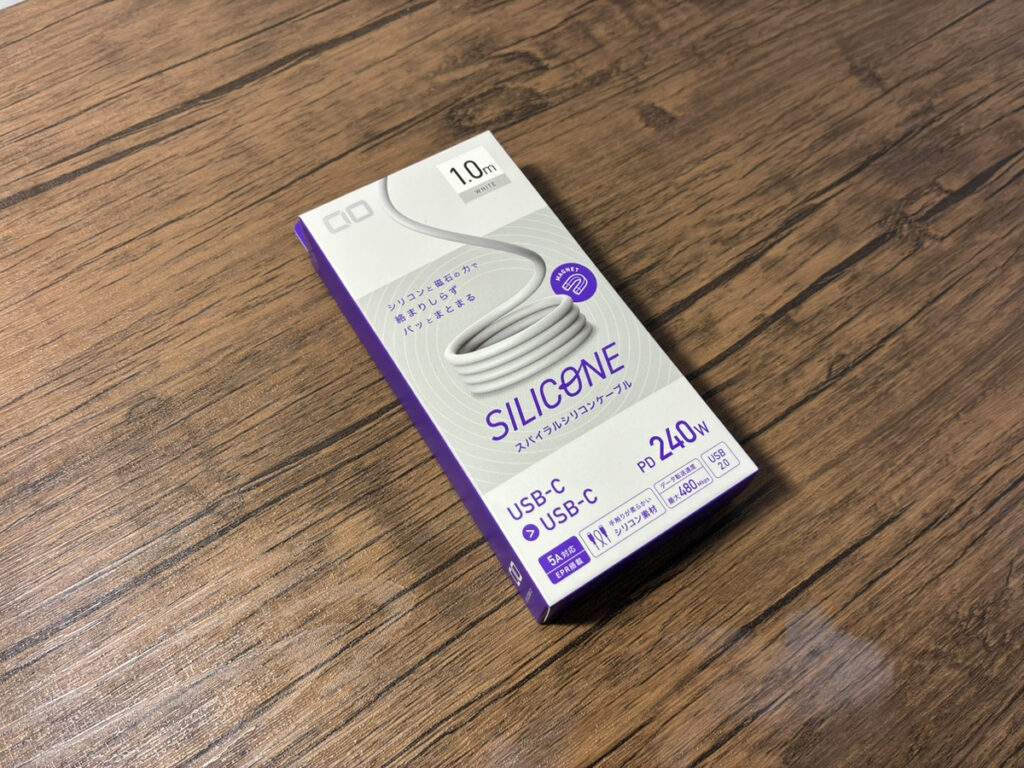 1.0m
WHITE
CIO
シリコンと磁石の力で
絡まりしらず
パッとまとまる
MAGNET
SILICONE
スパイラルシリコンケーブル
PD 240W
USB-C
USB-C
5A対応
EPR搭載
手触りが柔らかい
シリコン素材
データ転送速度
最大480Mbps
USB
2.0